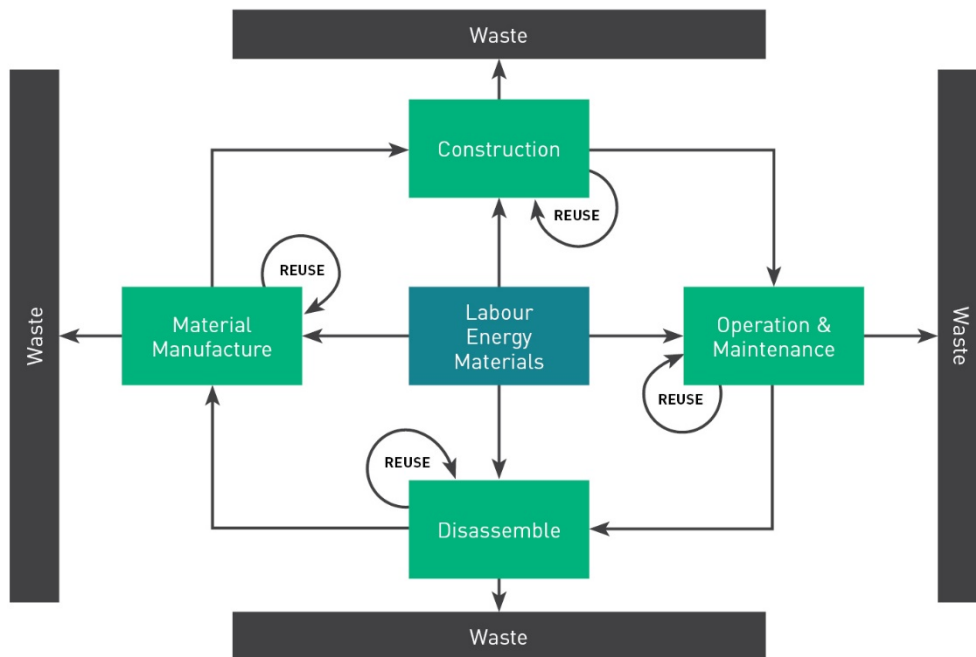 Waste
Construction
REUSE
Waste
REUSE
Material
Manufacture
Labour
Energy
Materials
Operation &
Maintenance
Waste
REUSE
REUSE
Disassemble
Waste